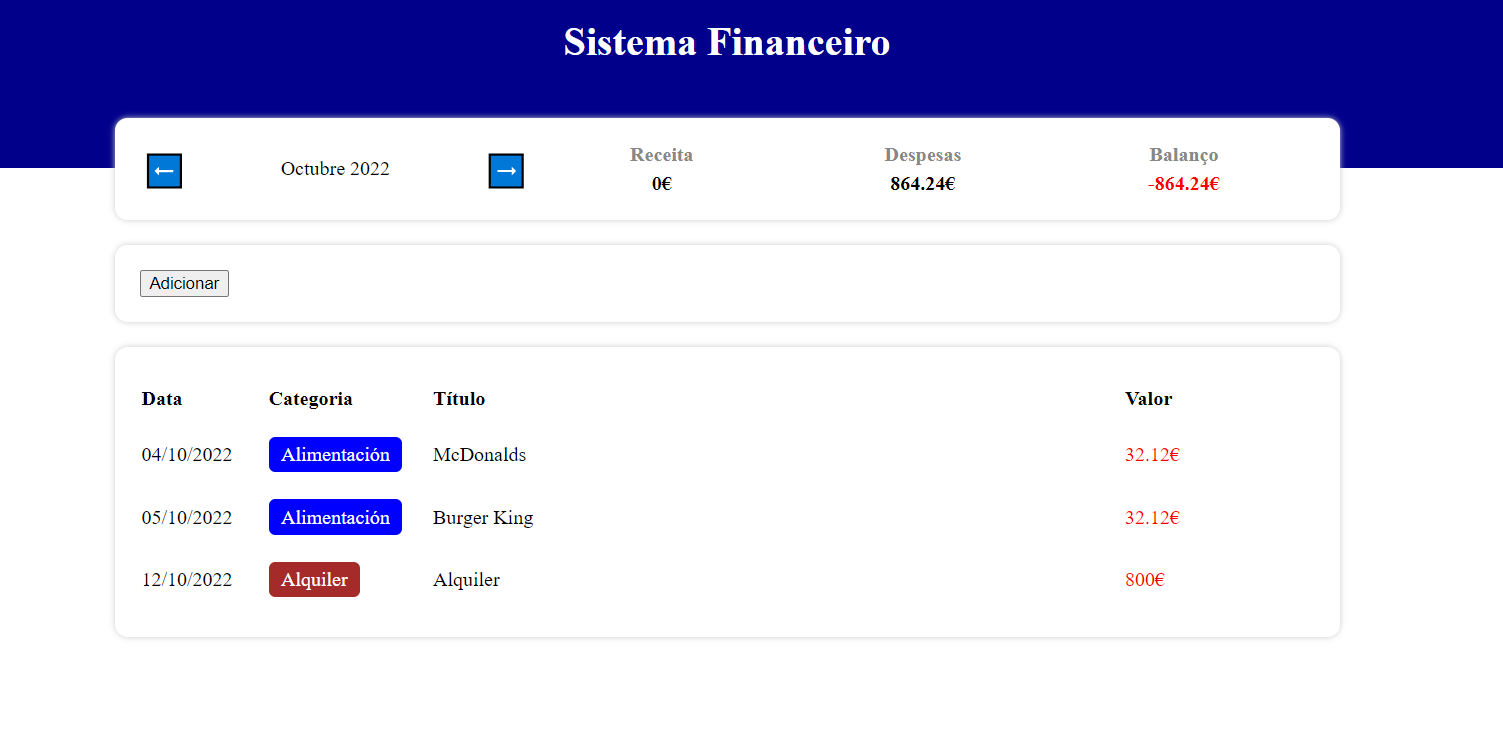 Sistema Financeiro
← Octubre 2022 → Receita Despesas Balanço
0€ 864.24€ -864.24€
Adicionar
Data Categoria Título Valor
04/10/2022 Alimentación McDonalds 32.12€
05/10/2022 Alimentación Burger King 32.12€
12/10/2022 Alquiler Alquiler 800€